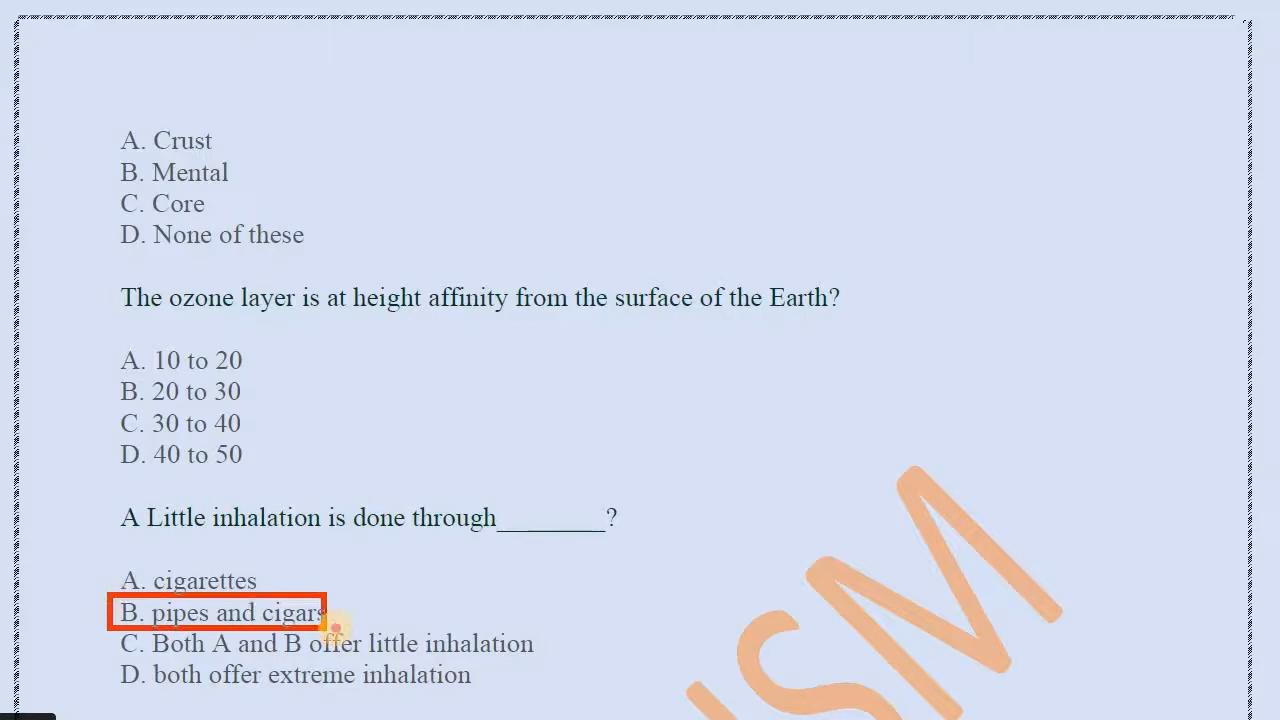 A. Crust
B. Mental
C. Core
D. None of these
The ozone layer is at height affinity from the surface of the Earth?
A. 10 to 20
B. 20 to 30
C. 30 to 40
D. 40 to 50
A Little inhalation is done through________?
A. cigarettes
B. pipes and cigars
C. Both A and B offer little inhalation
D. both offer extreme inhalation
SM